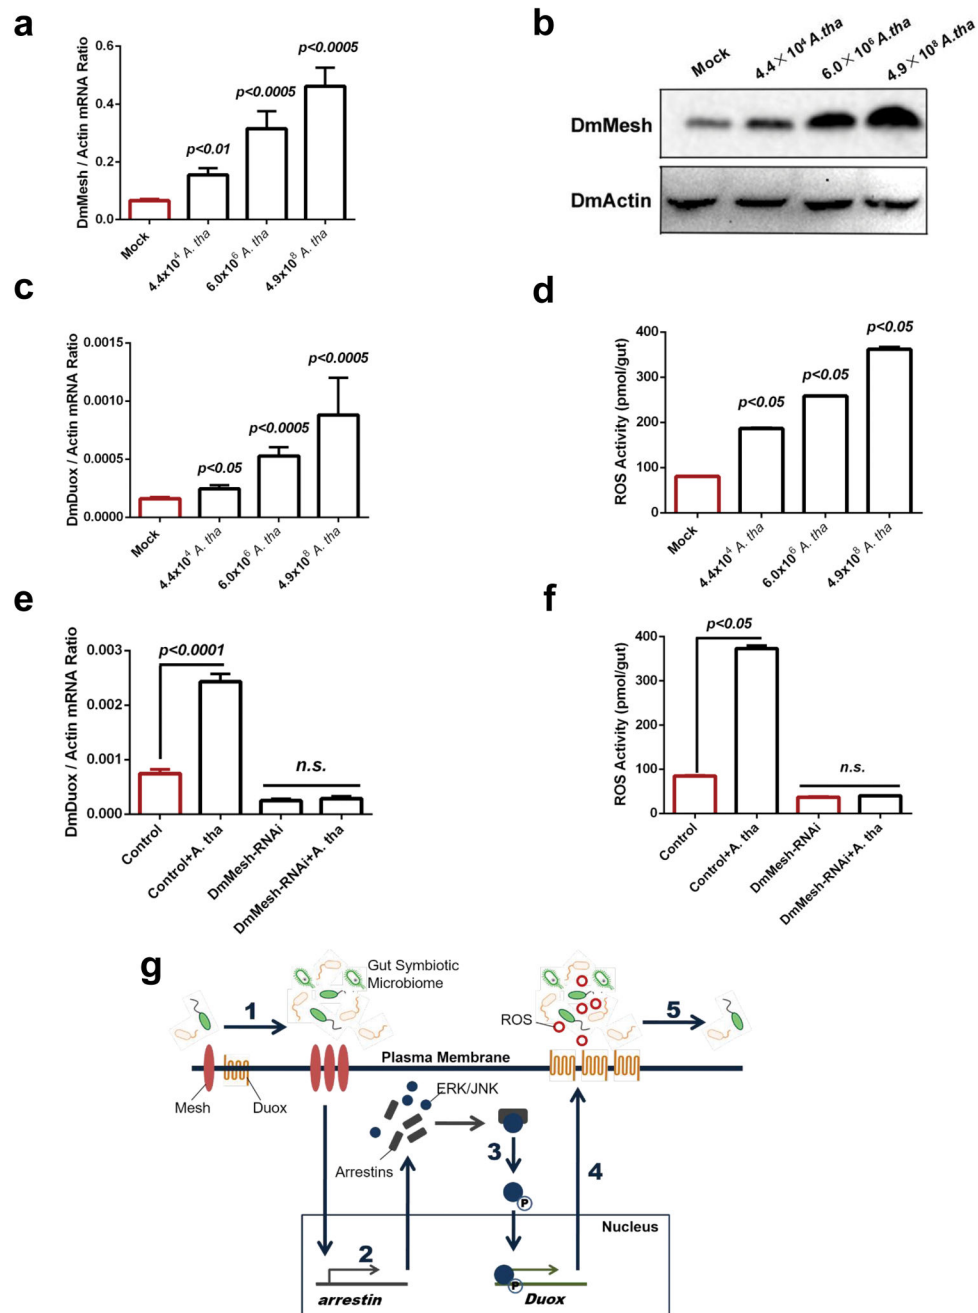 a
DmMesh / Actin mRNA Ratio
0.6
0.4
0.2
0.0
p<0.01
p<0.0005
p<0.0005
Mock
4.4x10⁴ A. tha
6.0x10⁶ A. tha
4.9x10⁸ A. tha
b
Mock
4.4×10⁴ A.tha
6.0×10⁶ A.tha
4.9×10⁸ A.tha
DmMesh
DmActin
c
DmDuox / Actin mRNA Ratio
0.0015
0.0010
0.0005
0.0000
p<0.05
p<0.0005
p<0.0005
Mock
4.4x10⁴ A. tha
6.0x10⁶ A. tha
4.9x10⁸ A. tha
d
ROS Activity (pmol/gut)
400
300
200
100
0
p<0.05
p<0.05
p<0.05
Mock
4.4x10⁴ A. tha
6.0x10⁶ A. tha
4.9x10⁸ A. tha
e
DmDuox / Actin mRNA Ratio
0.003
0.002
0.001
0.000
p<0.0001
n.s.
Control
Control+A. tha
DmMesh-RNAi
DmMesh-RNAi+A. tha
f
ROS Activity (pmol/gut)
400
300
200
100
0
p<0.05
n.s.
Control
Control+A. tha
DmMesh-RNAi
DmMesh-RNAi+A. tha
g
Gut Symbiotic
Microbiome
1
ROS
5
Plasma Membrane
Mesh
Duox
ERK/JNK
Arrestins
3
4
P
Nucleus
2
P
arrestin
Duox